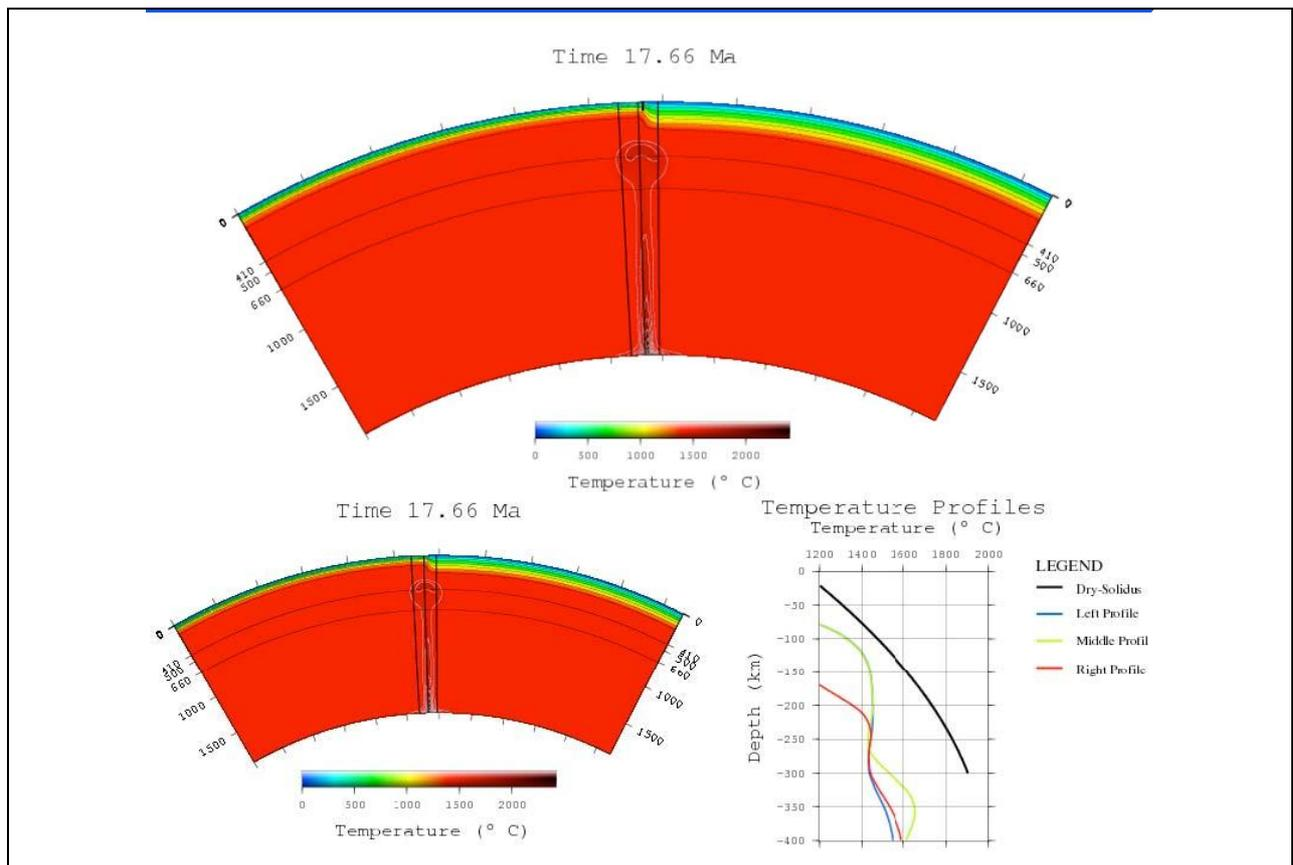 Time 17.66 Ma
0
410
500
660
1000
1500
0
410
500
660
1000
1500
0 500 1000 1500 2000
Temperature (° C)
Time 17.66 Ma
0
410
500
660
1000
1500
0
410
500
660
1000
1500
0 500 1000 1500 2000
Temperature (° C)
Temperature Profiles
Temperature (° C)
1200 1400 1600 1800 2000
0
-50
-100
-150
-200
-250
-300
-350
-400
Depth (km)
LEGEND
Dry-Solidus
Left Profile
Middle Profil
Right Profile